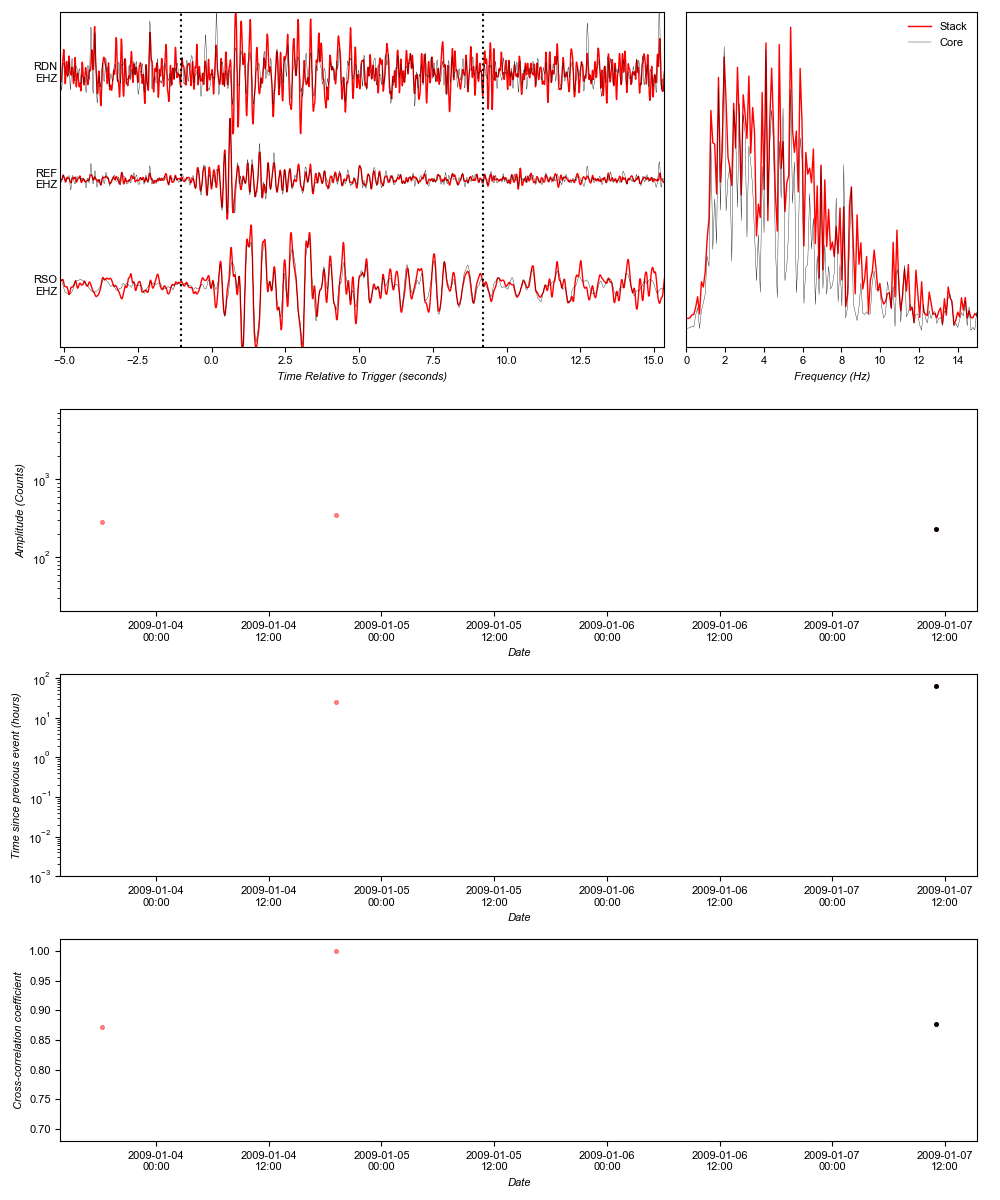 RDN
EHZ
REF
EHZ
RSO
EHZ
−5.0 −2.5 0.0 2.5 5.0 7.5 10.0 12.5 15.0
Time Relative to Trigger (seconds)
Stack
Core
0 2 4 6 8 10 12 14
Frequency (Hz)
10³
10²
Amplitude (Counts)
2009-01-04 2009-01-04 2009-01-05 2009-01-05 2009-01-06 2009-01-06 2009-01-07 2009-01-07
00:00 12:00 00:00 12:00 00:00 12:00 00:00 12:00
Date
10²
10¹
10⁰
10⁻¹
10⁻²
10⁻³
Time since previous event (hours)
2009-01-04 2009-01-04 2009-01-05 2009-01-05 2009-01-06 2009-01-06 2009-01-07 2009-01-07
00:00 12:00 00:00 12:00 00:00 12:00 00:00 12:00
Date
1.00
0.95
0.90
0.85
0.80
0.75
0.70
Cross-correlation coefficient
2009-01-04 2009-01-04 2009-01-05 2009-01-05 2009-01-06 2009-01-06 2009-01-07 2009-01-07
00:00 12:00 00:00 12:00 00:00 12:00 00:00 12:00
Date